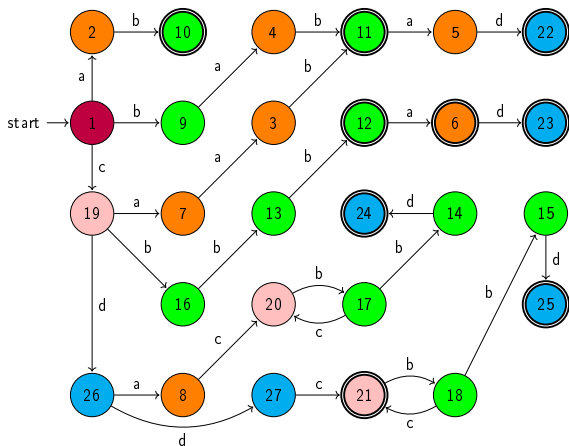 2 b 10 4 b 11 a 5 d 22
a a b
start 1 b 9 3 12 a 6 d 23
c a b
19 a 7 13 24 d 14 15
b b b d
d 16 20 b 17 b 25
c c
26 a 8 27 c 21 b 18
d c